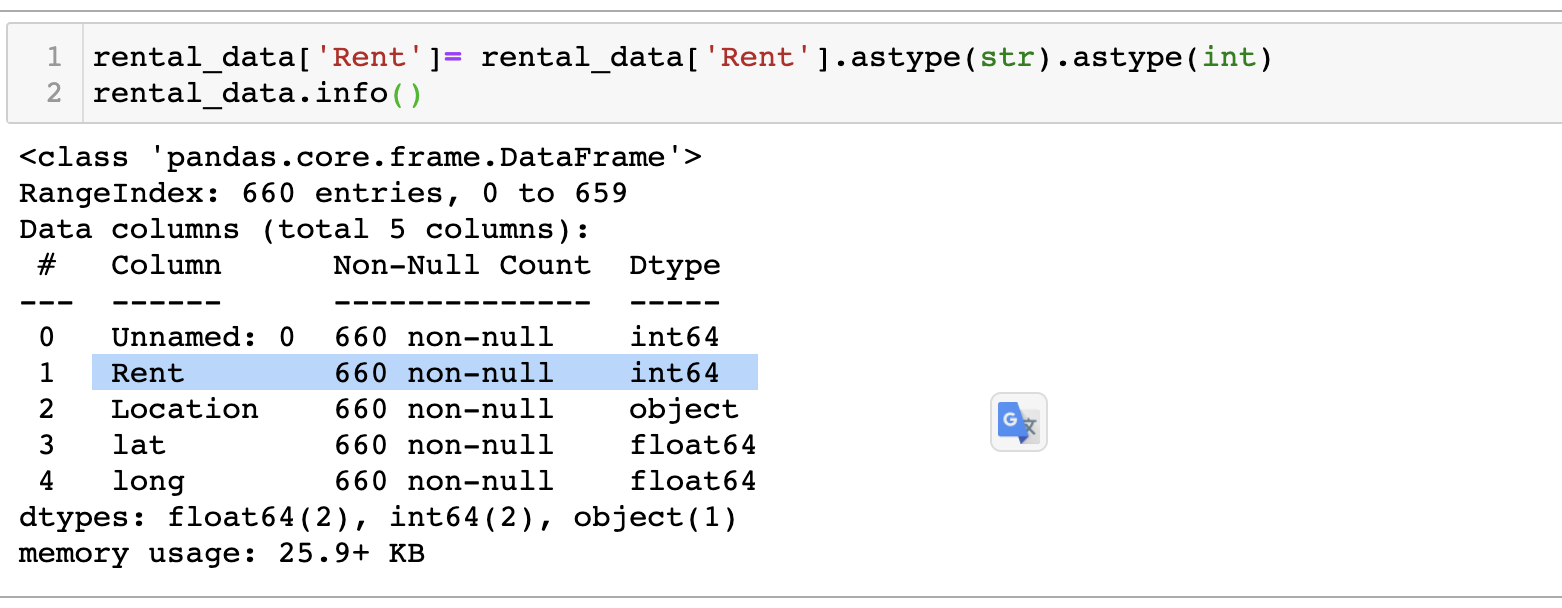 1 rental_data['Rent']= rental_data['Rent'].astype(str).astype(int)
2 rental_data.info()
<class 'pandas.core.frame.DataFrame'>
RangeIndex: 660 entries, 0 to 659
Data columns (total 5 columns):
 #   Column      Non-Null Count  Dtype
---  ------      --------------  -----
 0   Unnamed: 0  660 non-null    int64
 1   Rent        660 non-null    int64
 2   Location    660 non-null    object
 3   lat         660 non-null    float64
 4   long        660 non-null    float64
dtypes: float64(2), int64(2), object(1)
memory usage: 25.9+ KB
G 文